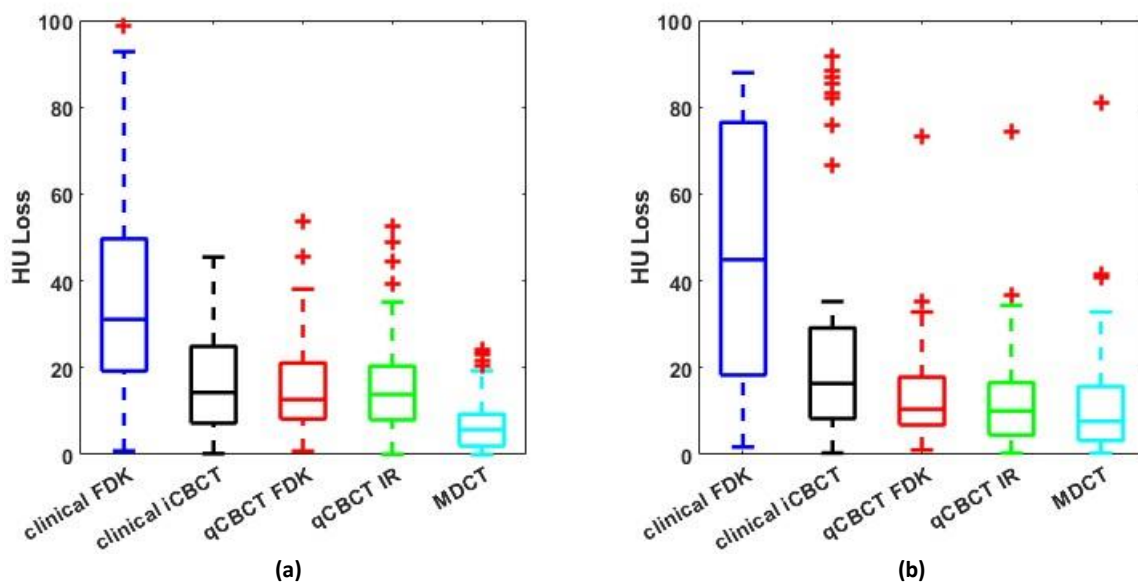 100
80
60
40
20
0
HU Loss
clinical FDK
clinical iCBCT
qCBCT FDK
qCBCT IR
MDCT
(a)
100
80
60
40
20
0
HU Loss
clinical FDK
clinical iCBCT
qCBCT FDK
qCBCT IR
MDCT
(b)